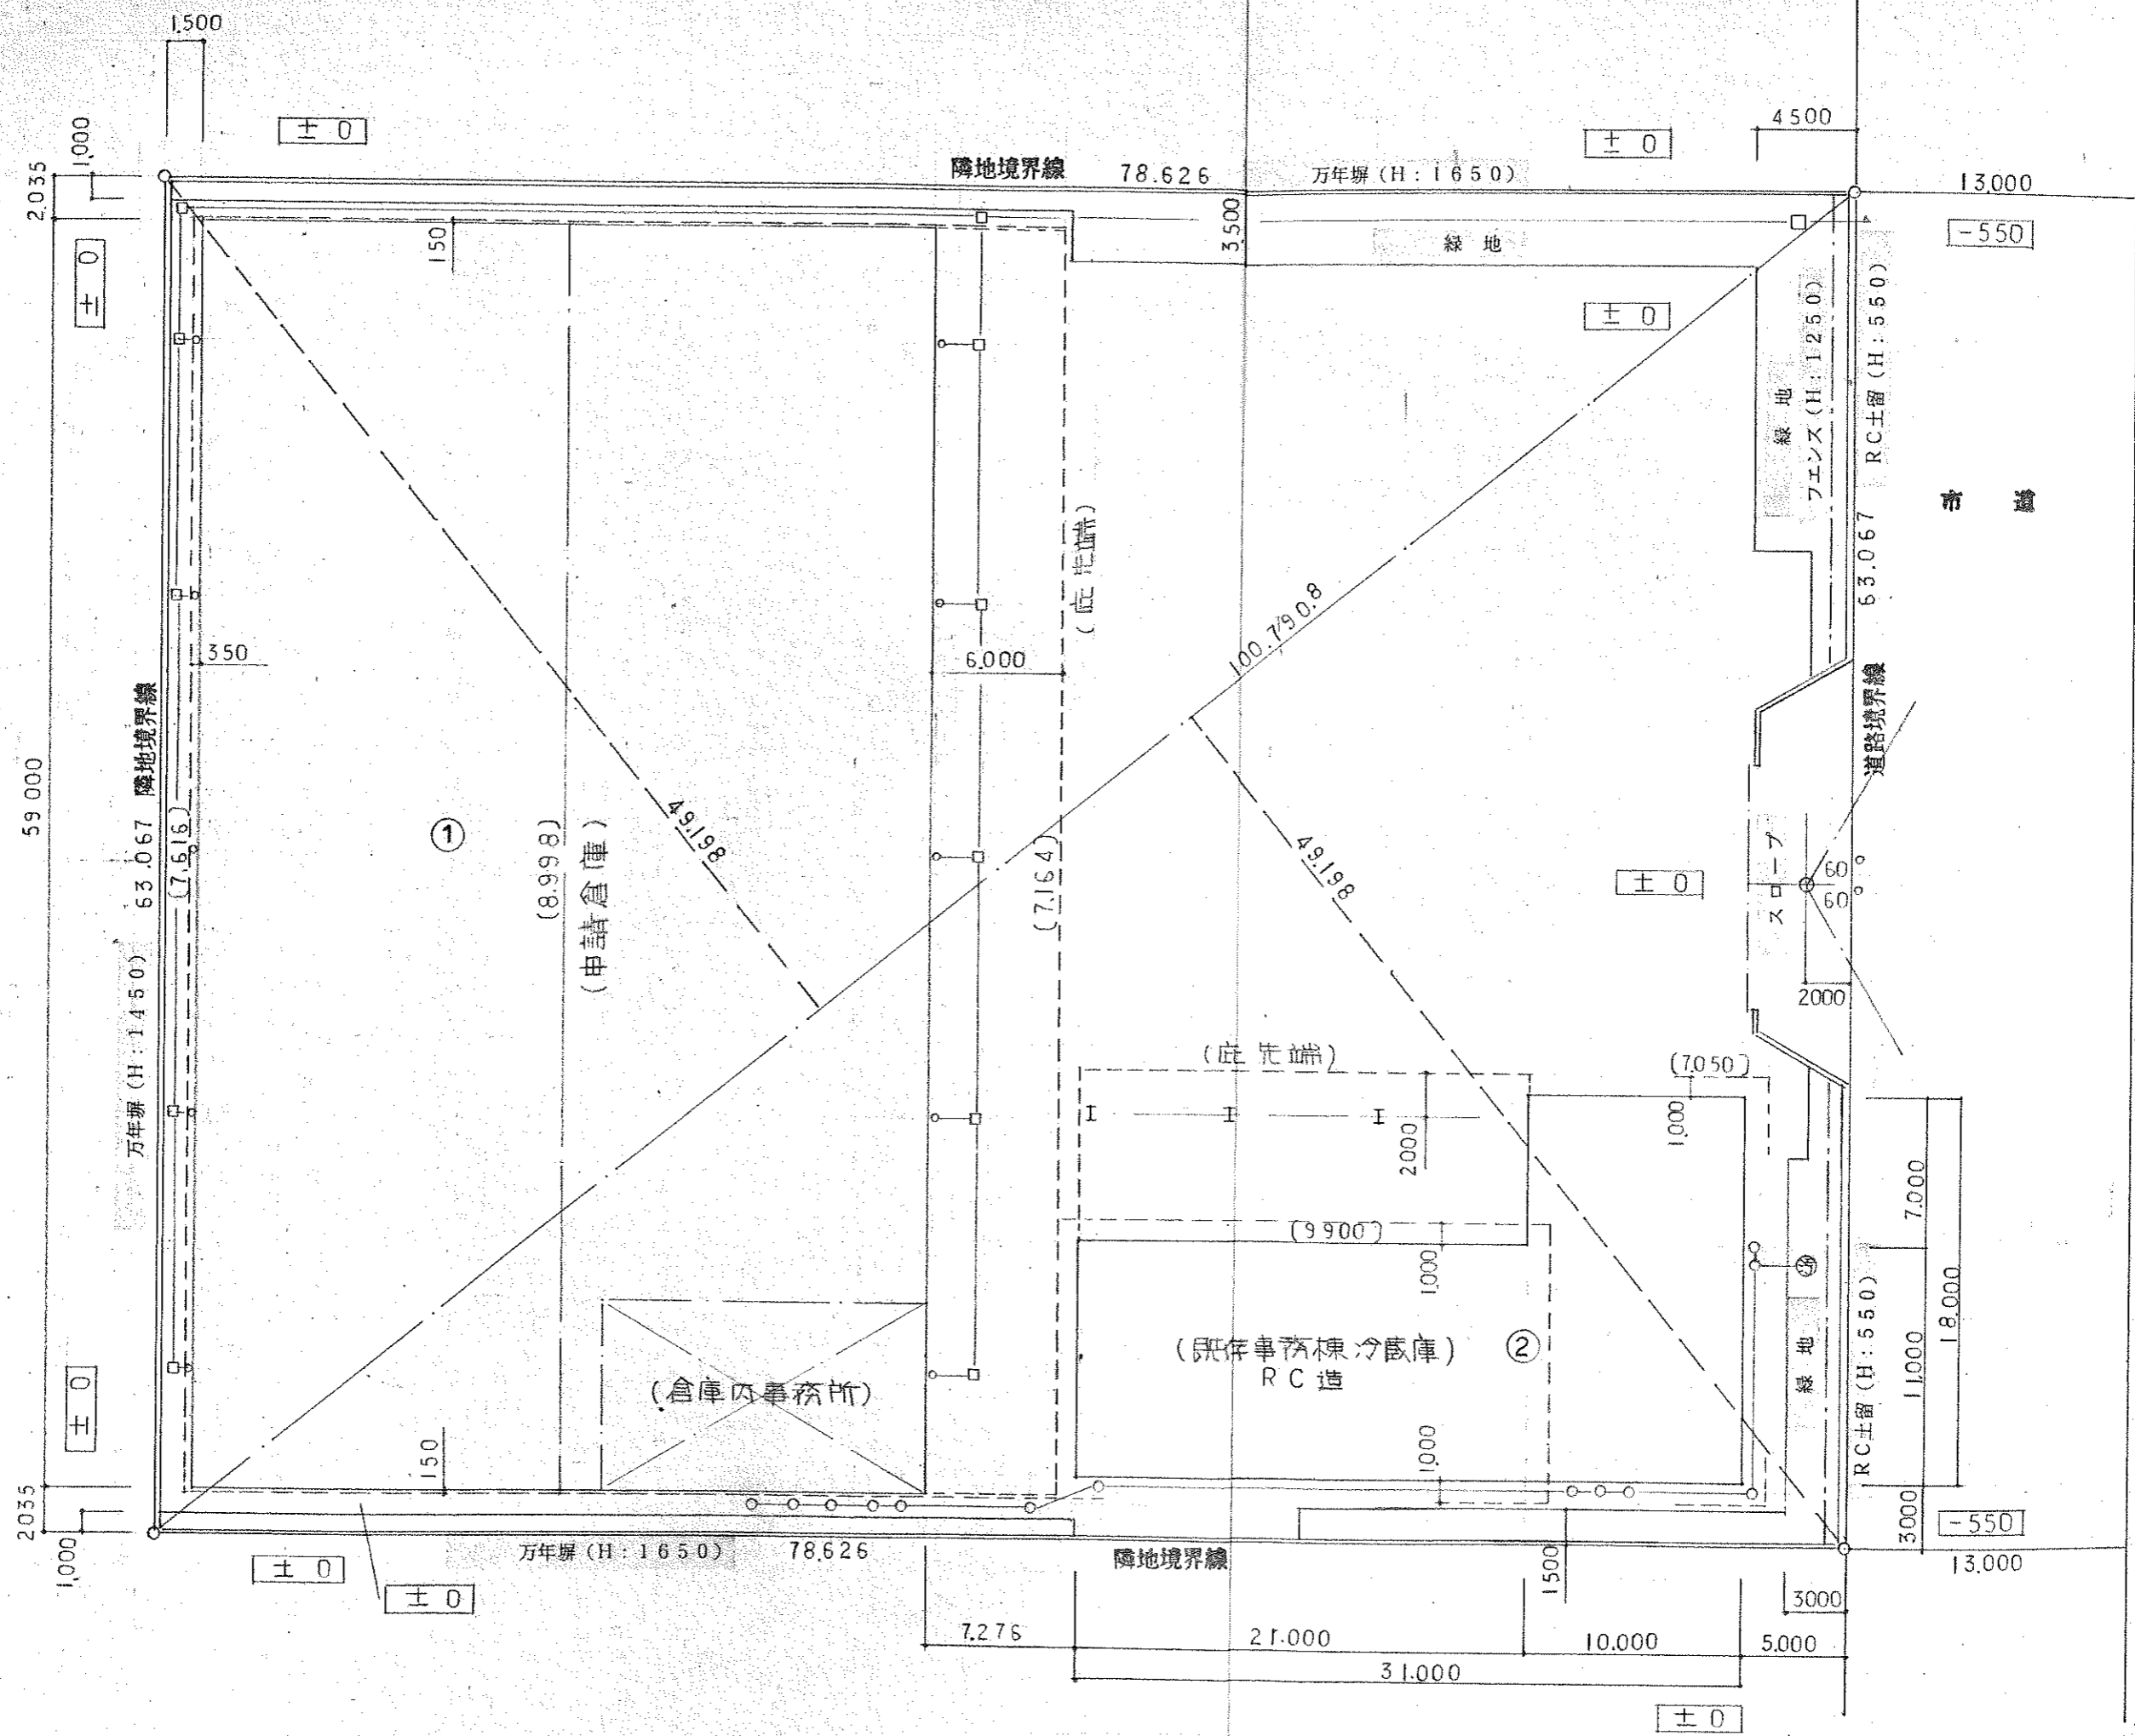 1,500
± 0
1,000
2,035
± 0
隣地境界線 78.626 万年塀(H:1650)
± 0
4500
13,000
-550
150
3,500
緑 地
± 0
緑 地
フエンス(H:1250)
RC土留(H:550)
63.067
市 道
350
6,000
(庇先端)
100.790.8
道路境界線
59 000
隣地境界線
63.067
(7,616)
万年塀(H:1450)
①
(8.998)
(申請倉庫)
49.198
(7.164)
49.198
± 0
スロープ
60°
60°
2000
(庇先端)
(7050)
1,000
2000
7.000
(9900)
1,000
18.000
11,000
(既存事務棟冷蔵庫) ②
RC造
緑 地
RC土留(H:550)
(倉庫内事務所)
± 0
150
1,000
2035
1,000
3000
-550
13,000
万年塀(H:1650) 78.626
隣地境界線
± 0
± 0
1500
3000
7.276
21.000
10.000
5.000
31.000
± 0